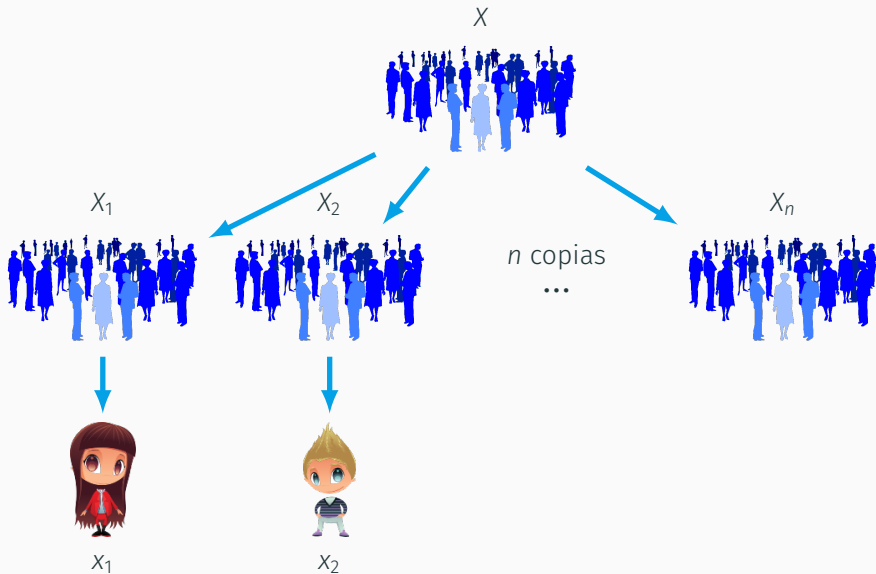 X
X₁
X₂
Xₙ
n copias
...
x₁
x₂